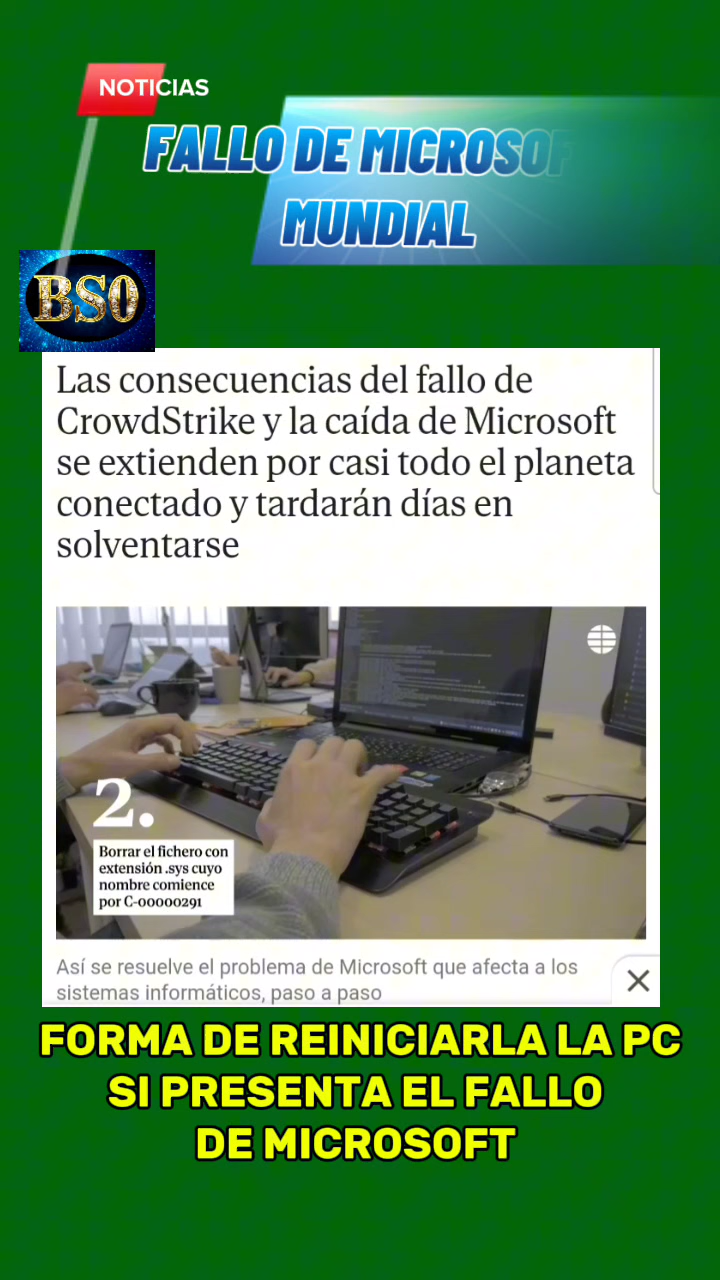 NOTICIAS
FALLO DE MICROSOF
MUNDIAL
BSO
Las consecuencias del fallo de
CrowdStrike y la caída de Microsoft
se extienden por casi todo el planeta
conectado y tardarán días en
solventarse
2.
Borrar el fichero con
extensión .sys cuyo
nombre comience
por C-00000291
Así se resuelve el problema de Microsoft que afecta a los
sistemas informáticos, paso a paso
FORMA DE REINICIARLA LA PC
SI PRESENTA EL FALLO
DE MICROSOFT